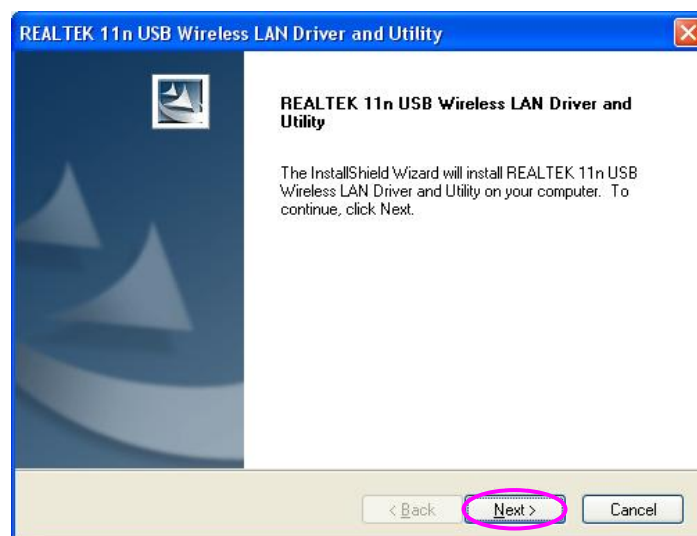 REALTEK 11n USB Wireless LAN Driver and Utility
REALTEK 11n USB Wireless LAN Driver and
Utility
The InstallShield Wizard will install REALTEK 11n USB
Wireless LAN Driver and Utility on your computer. To
continue, click Next.
< Back Next > Cancel